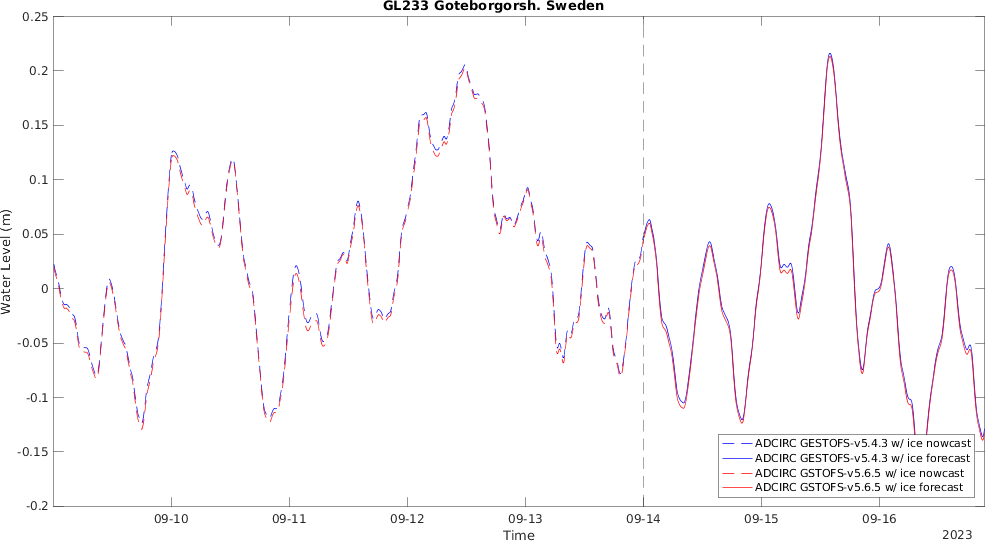 GL233 Goteborgorsh. Sweden
0.25
0.2
0.15
0.1
0.05
0
-0.05
-0.1
-0.15
-0.2
Water Level (m)
ADCIRC GESTOFS-v5.4.3 w/ ice nowcast
ADCIRC GESTOFS-v5.4.3 w/ ice forecast
ADCIRC GSTOFS-v5.6.5 w/ ice nowcast
ADCIRC GSTOFS-v5.6.5 w/ ice forecast
09-10 09-11 09-12 09-13 09-14 09-15 09-16
Time
2023